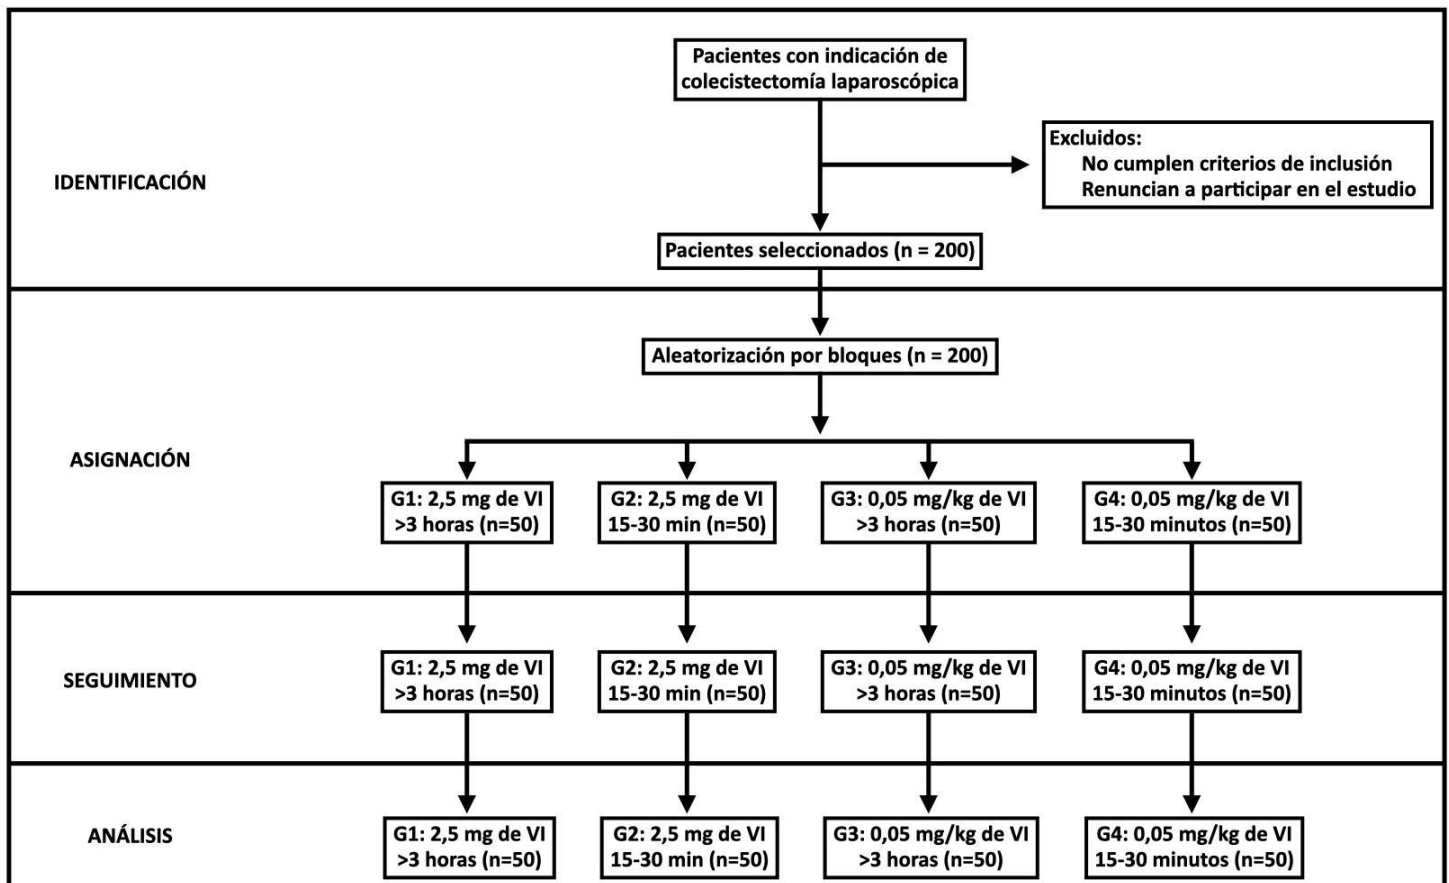 Pacientes con indicación de
colecistectomía laparoscópica
Excluidos:
No cumplen criterios de inclusión
Renuncian a participar en el estudio
IDENTIFICACIÓN
Pacientes seleccionados (n = 200)
Aleatorización por bloques (n = 200)
ASIGNACIÓN
G1: 2,5 mg de VI
>3 horas (n=50)
G2: 2,5 mg de VI
15-30 min (n=50)
G3: 0,05 mg/kg de VI
>3 horas (n=50)
G4: 0,05 mg/kg de VI
15-30 minutos (n=50)
SEGUIMIENTO
G1: 2,5 mg de VI
>3 horas (n=50)
G2: 2,5 mg de VI
15-30 min (n=50)
G3: 0,05 mg/kg de VI
>3 horas (n=50)
G4: 0,05 mg/kg de VI
15-30 minutos (n=50)
ANÁLISIS
G1: 2,5 mg de VI
>3 horas (n=50)
G2: 2,5 mg de VI
15-30 min (n=50)
G3: 0,05 mg/kg de VI
>3 horas (n=50)
G4: 0,05 mg/kg de VI
15-30 minutos (n=50)